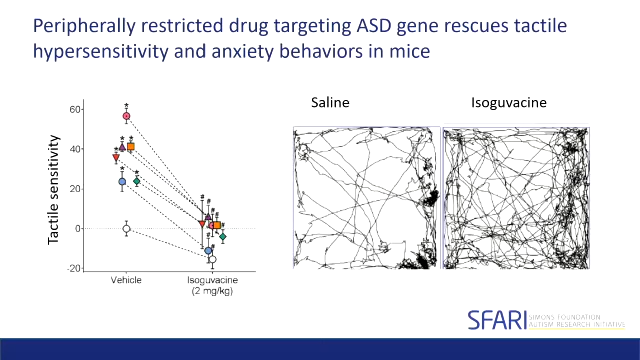 Peripherally restricted drug targeting ASD gene rescues tactile
hypersensitivity and anxiety behaviors in mice
Tactile sensitivity
60
40
20
0
-20
Vehicle
Isoguvacine
(2 mg/kg)
Saline
Isoguvacine
SFARI
SIMONS FOUNDATION
AUTISM RESEARCH INITIATIVE